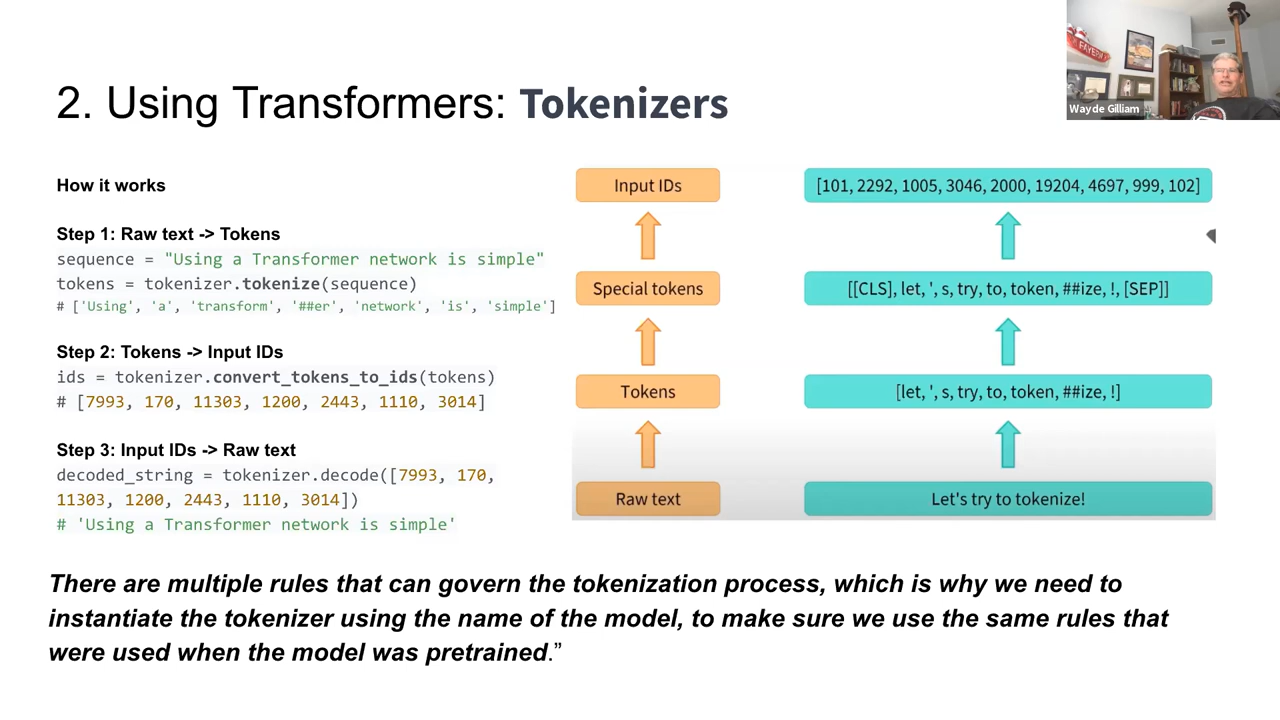 FAYETT
Wayde Gilliam
2. Using Transformers: Tokenizers
How it works
Step 1: Raw text -> Tokens
sequence = "Using a Transformer network is simple"
tokens = tokenizer.tokenize(sequence)
# ['Using', 'a', 'transform', '##er', 'network', 'is', 'simple']
Step 2: Tokens -> Input IDs
ids = tokenizer.convert_tokens_to_ids(tokens)
# [7993, 170, 11303, 1200, 2443, 1110, 3014]
Step 3: Input IDs -> Raw text
decoded_string = tokenizer.decode([7993, 170,
11303, 1200, 2443, 1110, 3014])
# 'Using a Transformer network is simple'
Input IDs
[101, 2292, 1005, 3046, 2000, 19204, 4697, 999, 102]
Special tokens
[[CLS], let, ', s, try, to, token, ##ize, !, [SEP]]
Tokens
[let, ', s, try, to, token, ##ize, !]
Raw text
Let's try to tokenize!
There are multiple rules that can govern the tokenization process, which is why we need to
instantiate the tokenizer using the name of the model, to make sure we use the same rules that
were used when the model was pretrained.”